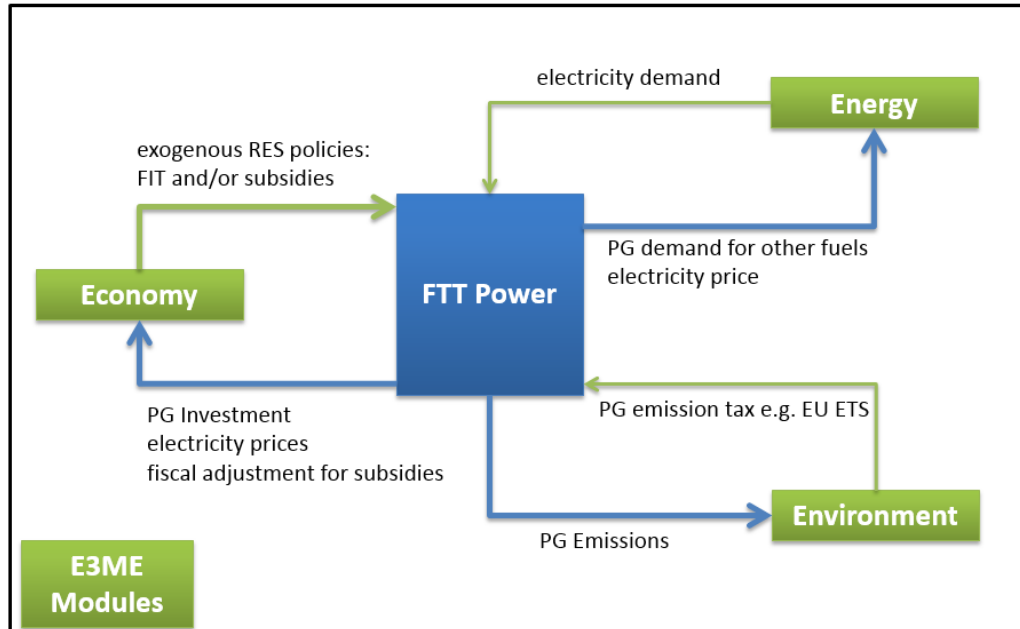 electricity demand
Energy
exogenous RES policies:
FIT and/or subsidies
PG demand for other fuels
electricity price
Economy
FTT Power
PG Investment
electricity prices
fiscal adjustment for subsidies
PG emission tax e.g. EU ETS
Environment
PG Emissions
E3ME
Modules